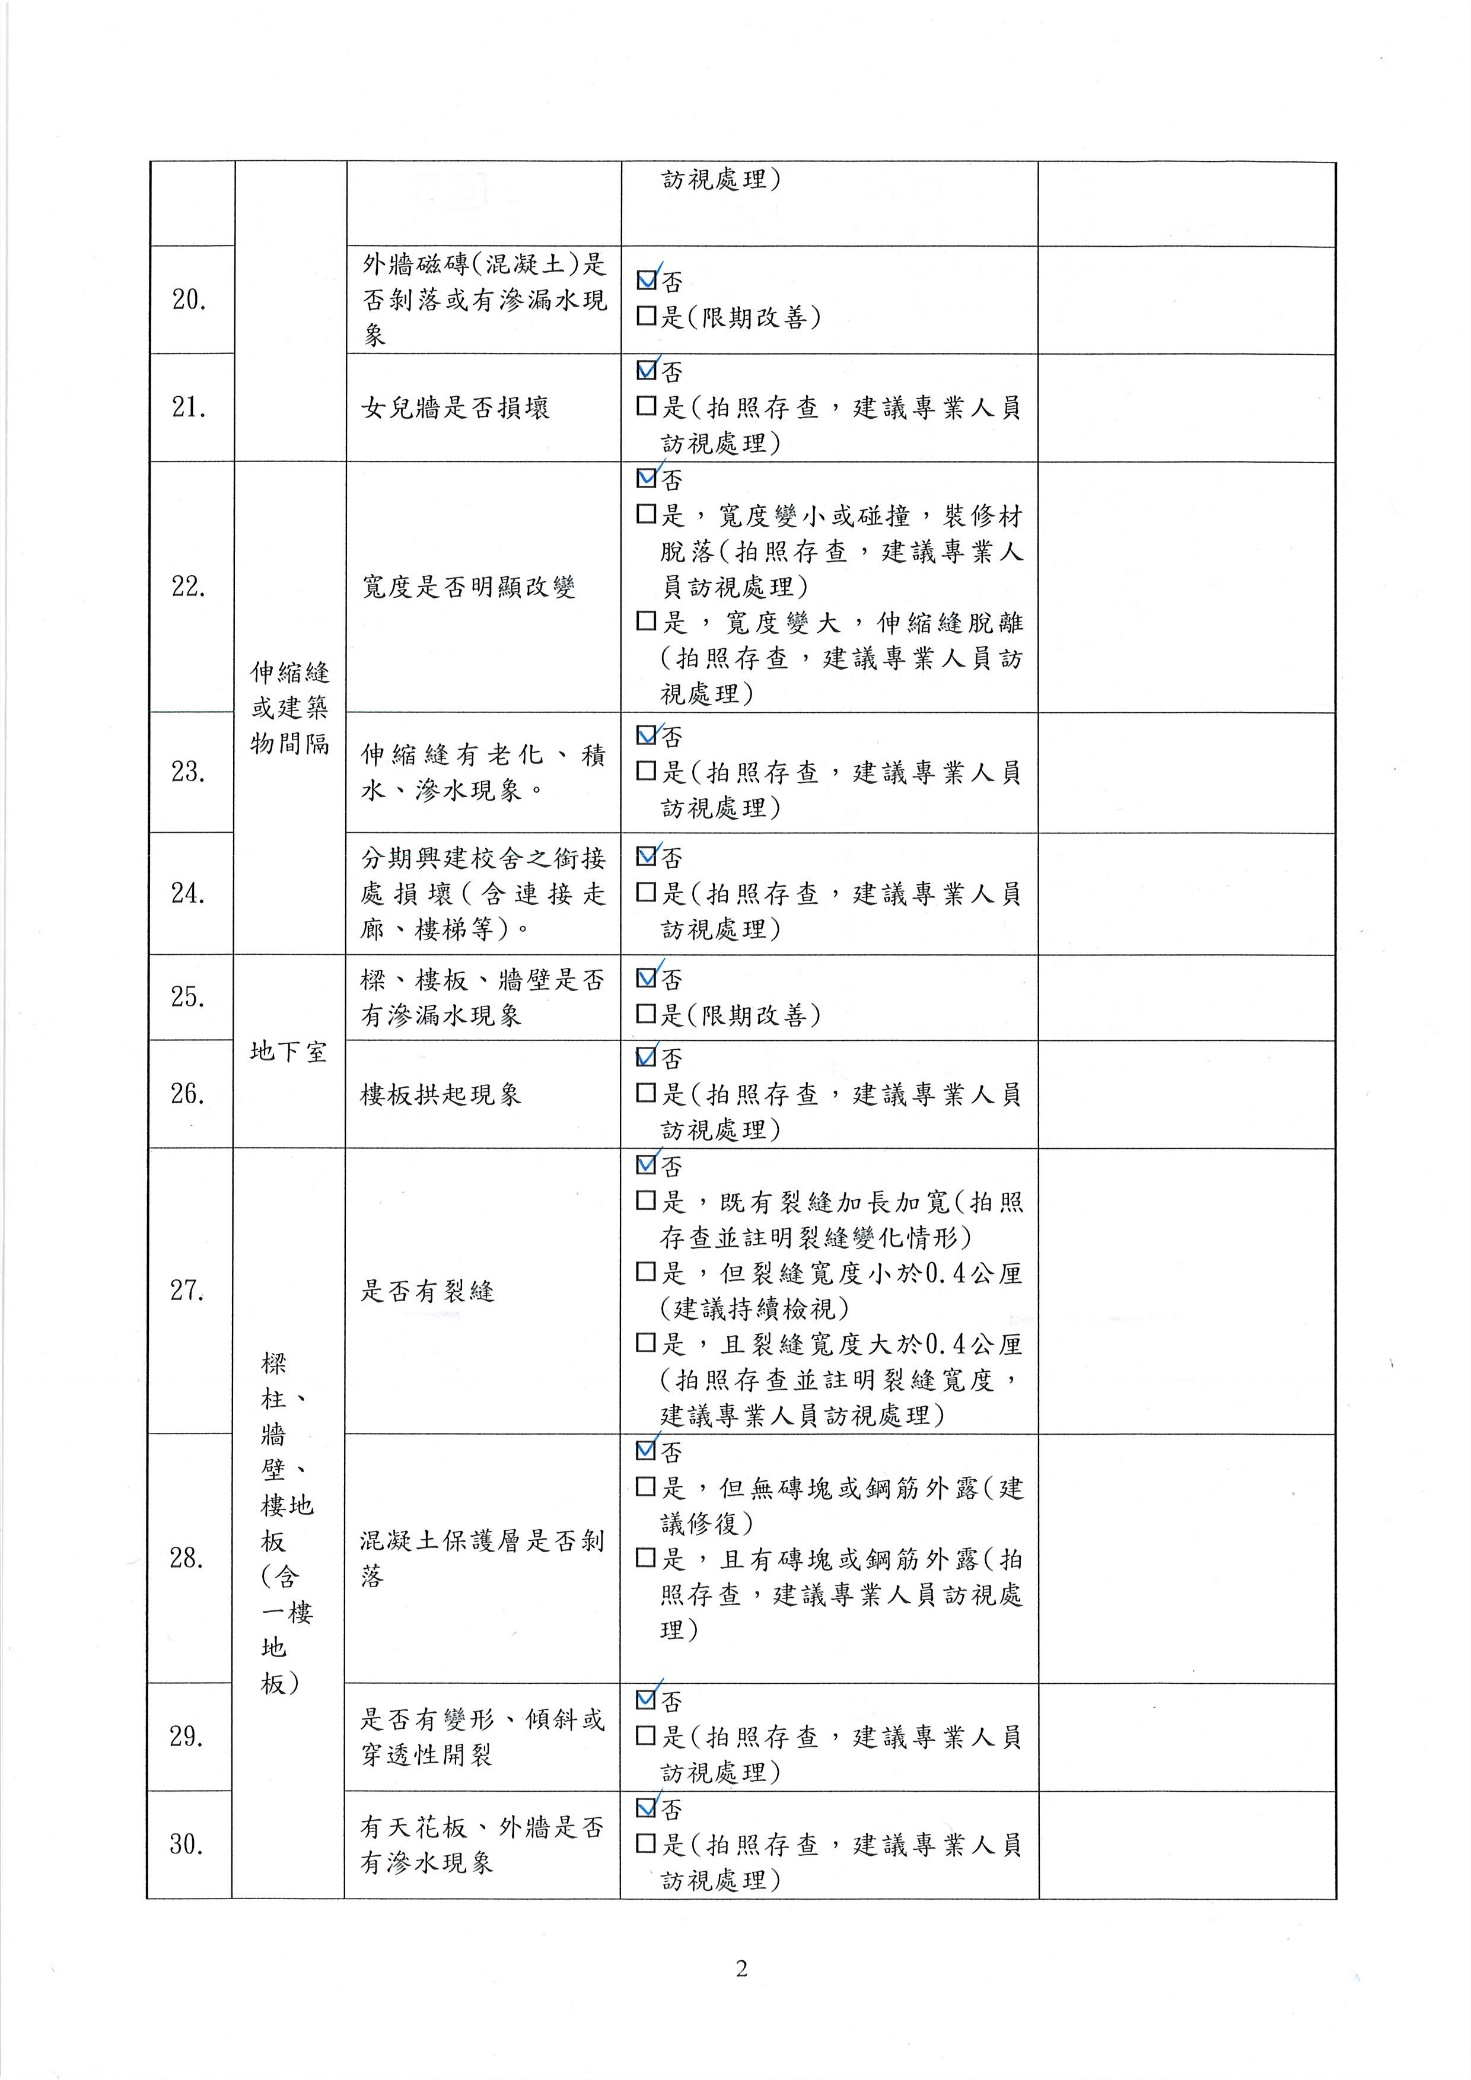 訪視處理)
20.
外牆磁磚(混凝土)是
否剝落或有滲漏水現
象
☑否
□是(限期改善)
21.
女兒牆是否損壞
☑否
□是(拍照存查，建議專業人員
訪視處理)
伸縮縫
或建築
物間隔
22.
寬度是否明顯改變
☑否
□是，寬度變小或碰撞，裝修材
脫落(拍照存查，建議專業人
員訪視處理)
□是，寬度變大，伸縮縫脫離
(拍照存查，建議專業人員訪
視處理)
23.
伸縮縫有老化、積
水、滲水現象。
☑否
□是(拍照存查，建議專業人員
訪視處理)
24.
分期興建校舍之銜接
處損壞(含連接走
廊、樓梯等)。
☑否
□是(拍照存查，建議專業人員
訪視處理)
地下室
25.
樑、樓板、牆壁是否
有滲漏水現象
☑否
□是(限期改善)
26.
樓板拱起現象
☑否
□是(拍照存查，建議專業人員
訪視處理)
樑
柱、
牆
壁、
樓地
板
(含
一樓
地
板)
27.
是否有裂縫
☑否
□是，既有裂縫加長加寬(拍照
存查並註明裂縫變化情形)
□是，但裂縫寬度小於0.4公厘
(建議持續檢視)
□是，且裂縫寬度大於0.4公厘
(拍照存查並註明裂縫寬度，
建議專業人員訪視處理)
28.
混凝土保護層是否剝
落
☑否
□是，但無磚塊或鋼筋外露(建
議修復)
□是，且有磚塊或鋼筋外露(拍
照存查，建議專業人員訪視處
理)
29.
是否有變形、傾斜或
穿透性開裂
☑否
□是(拍照存查，建議專業人員
訪視處理)
30.
有天花板、外牆是否
有滲水現象
☑否
□是(拍照存查，建議專業人員
訪視處理)
2